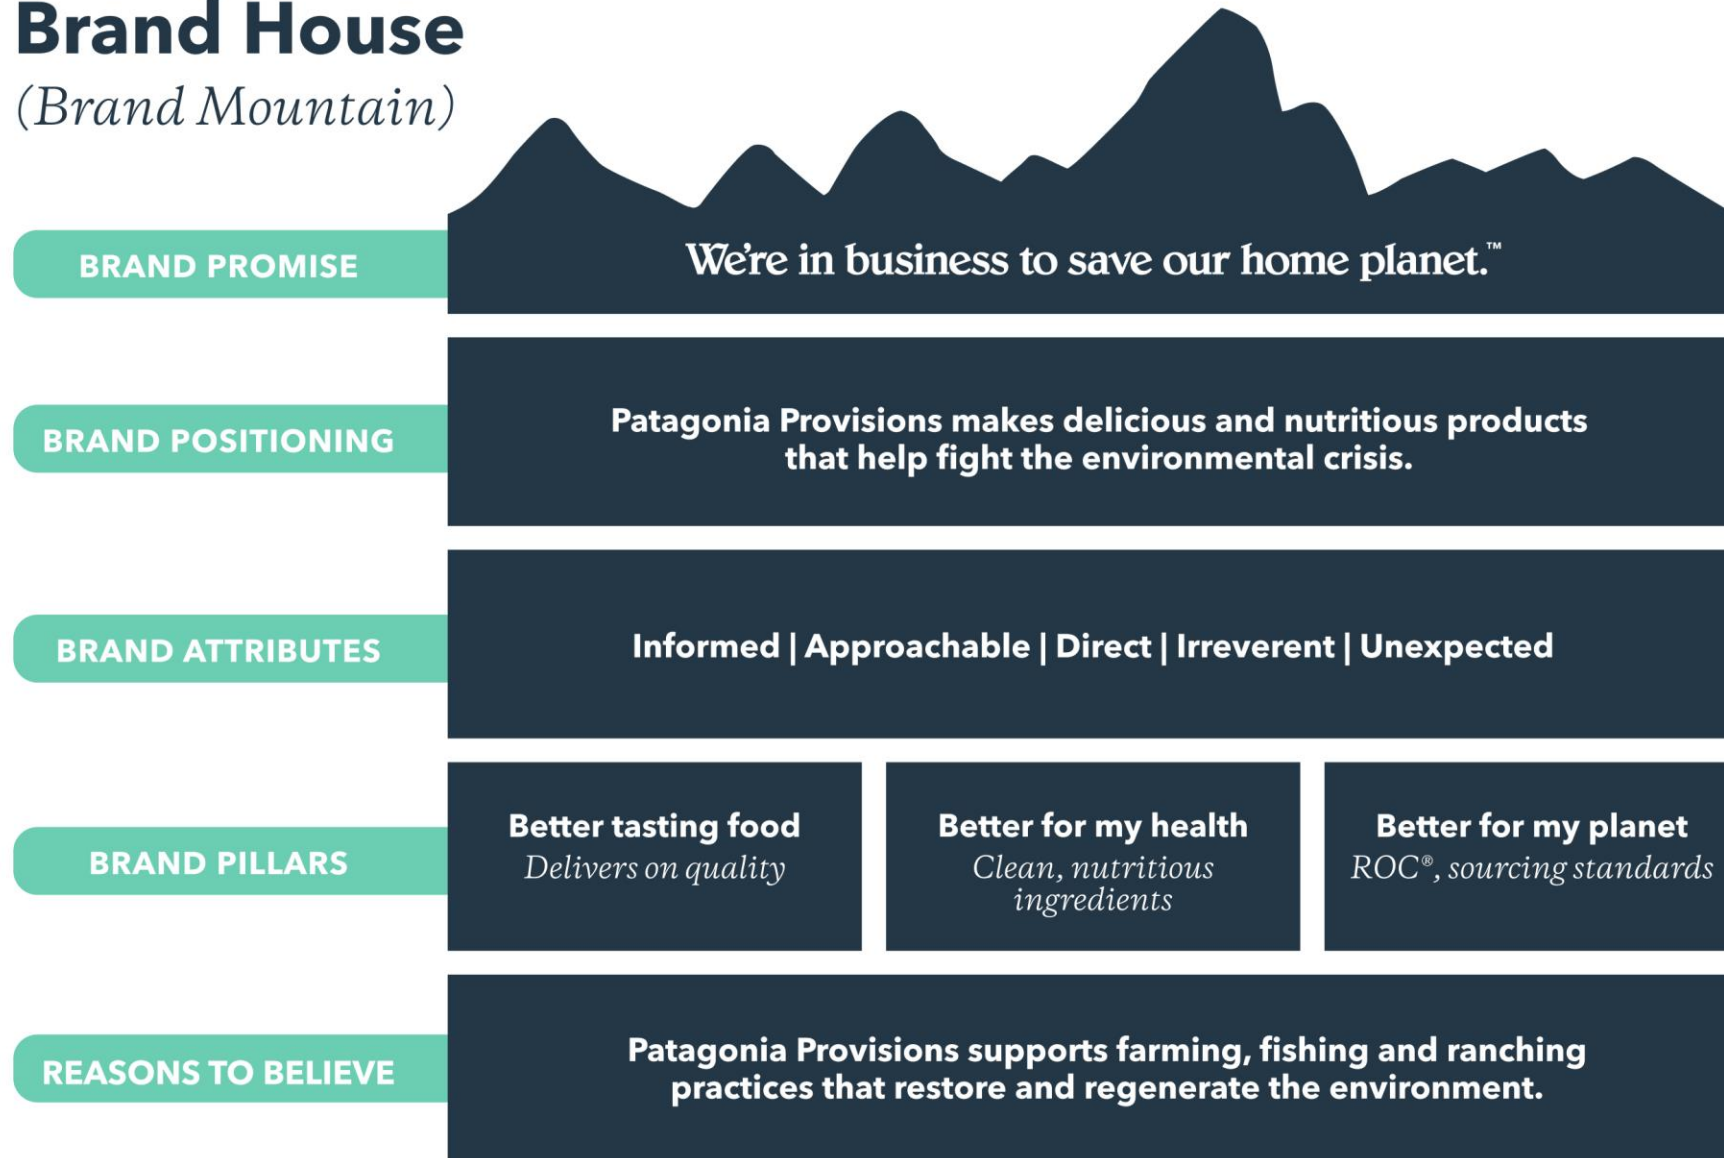 Brand House
(Brand Mountain)
BRAND PROMISE
We're in business to save our home planet.™
BRAND POSITIONING
Patagonia Provisions makes delicious and nutritious products
that help fight the environmental crisis.
BRAND ATTRIBUTES
Informed | Approachable | Direct | Irreverent | Unexpected
BRAND PILLARS
Better tasting food
Delivers on quality
Better for my health
Clean, nutritious
ingredients
Better for my planet
ROC®, sourcing standards
REASONS TO BELIEVE
Patagonia Provisions supports farming, fishing and ranching
practices that restore and regenerate the environment.